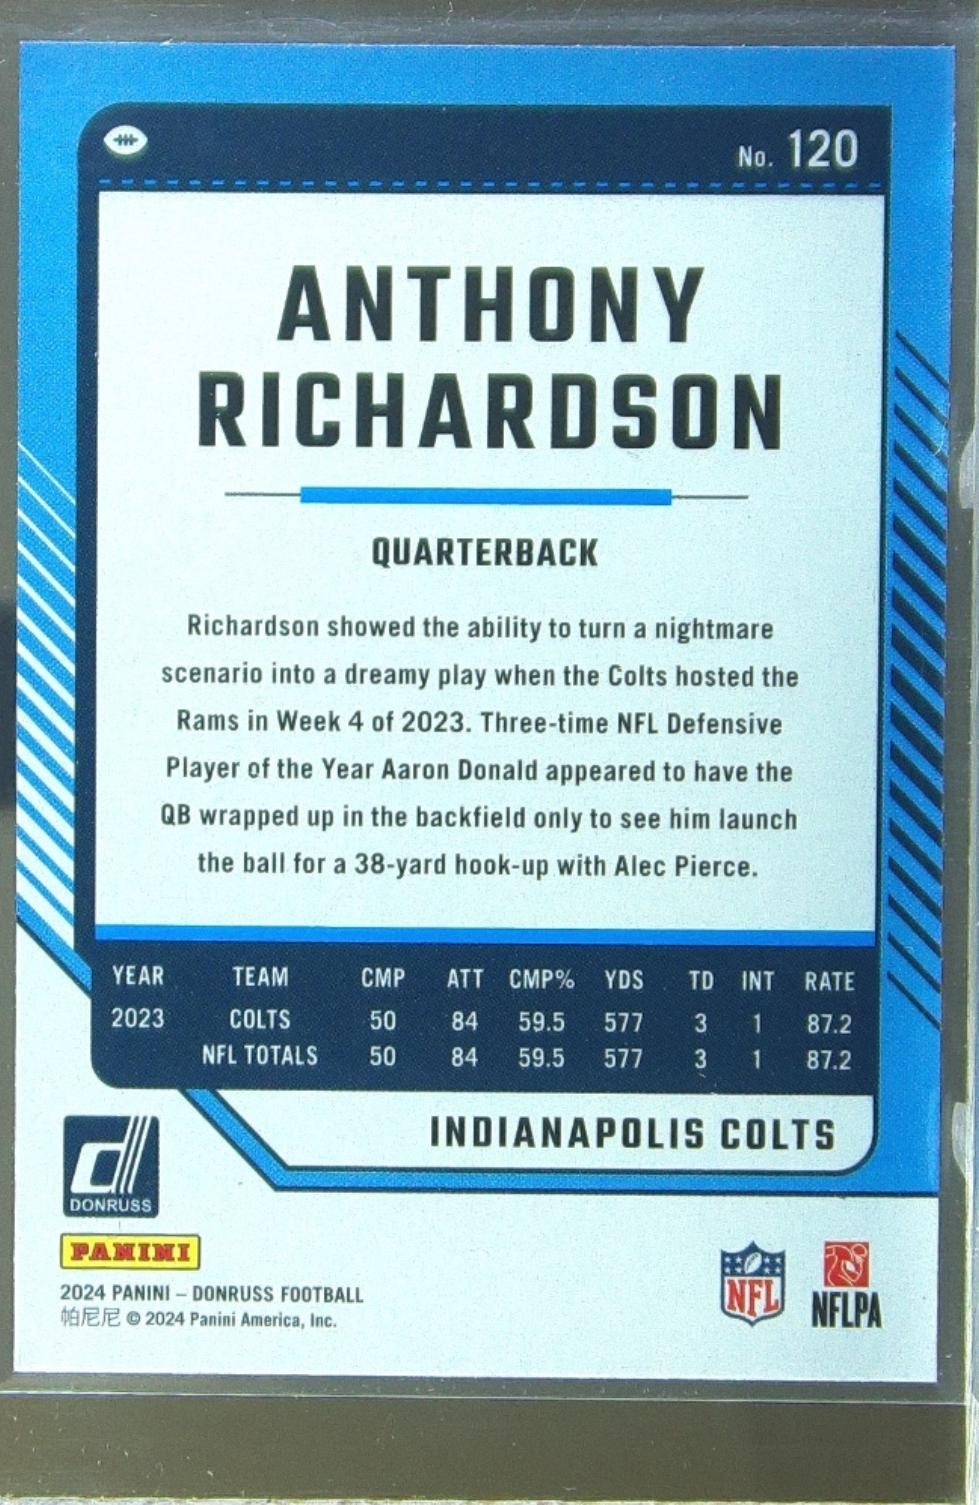 No. 120
ANTHONY
RICHARDSON
QUARTERBACK
Richardson showed the ability to turn a nightmare
scenario into a dreamy play when the Colts hosted the
Rams in Week 4 of 2023. Three-time NFL Defensive
Player of the Year Aaron Donald appeared to have the
QB wrapped up in the backfield only to see him launch
the ball for a 38-yard hook-up with Alec Pierce.
YEAR TEAM CMP ATT CMP% YDS TD INT RATE
2023 COLTS 50 84 59.5 577 3 1 87.2
NFL TOTALS 50 84 59.5 577 3 1 87.2
INDIANAPOLIS COLTS
d
DONRUSS
PANINI
2024 PANINI – DONRUSS FOOTBALL
帕尼尼 © 2024 Panini America, Inc.
NFL
NFLPA